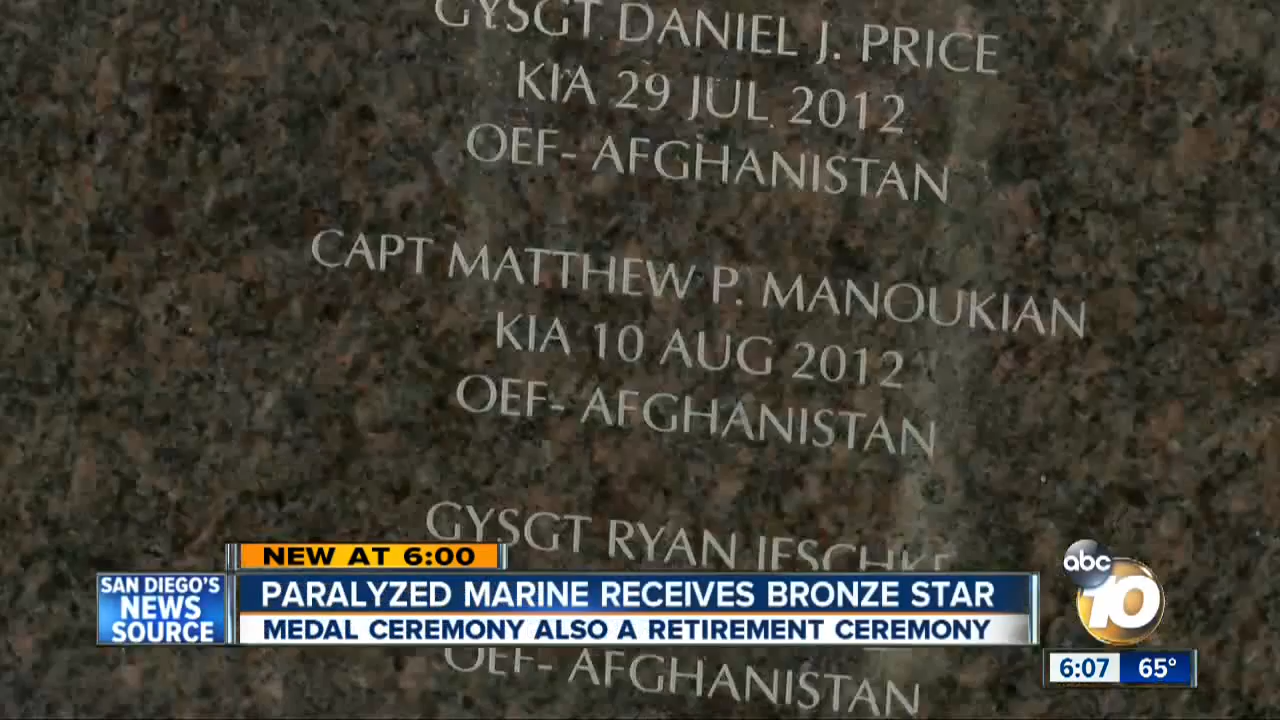 GYSGT DANIEL J. PRICE
KIA 29 JUL 2012
OEF- AFGHANISTAN
CAPT MATTHEW P. MANOUKIAN
KIA 10 AUG 2012
OEF- AFGHANISTAN
GYSGT RYAN JESCHKE
NEW AT 6:00
SAN DIEGO'S
NEWS
SOURCE
PARALYZED MARINE RECEIVES BRONZE STAR
MEDAL CEREMONY ALSO A RETIREMENT CEREMONY
abc
10
6:07 65°
OEF- AFGHANISTAN